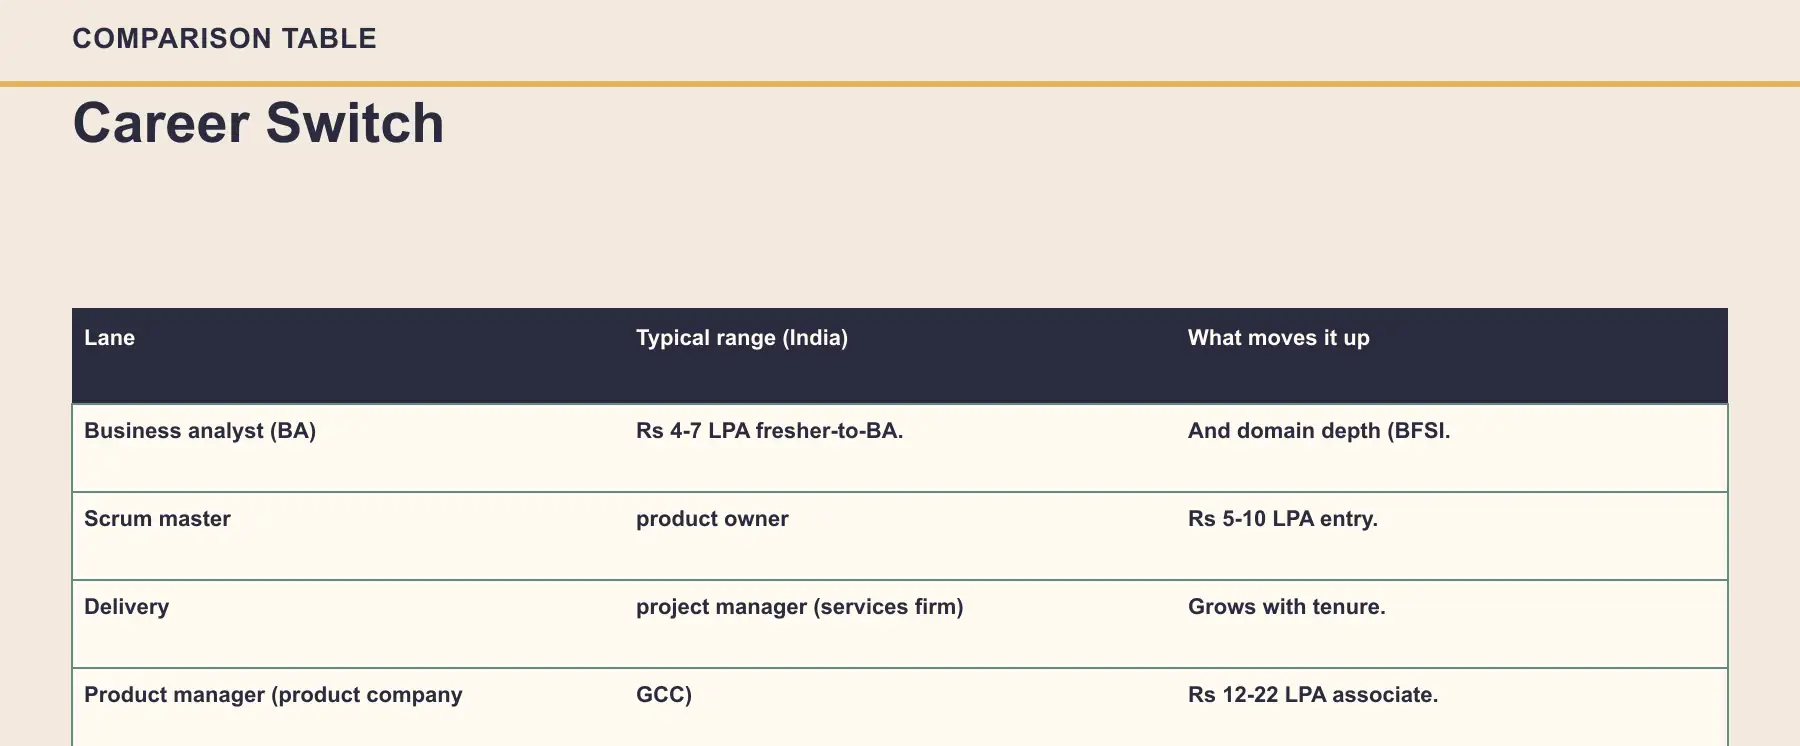 COMPARISON TABLE
Career Switch
Lane Typical range (India) What moves it up
Business analyst (BA) Rs 4-7 LPA fresher-to-BA. And domain depth (BFSI.
Scrum master product owner Rs 5-10 LPA entry.
Delivery project manager (services firm) Grows with tenure.
Product manager (product company GCC) Rs 12-22 LPA associate.